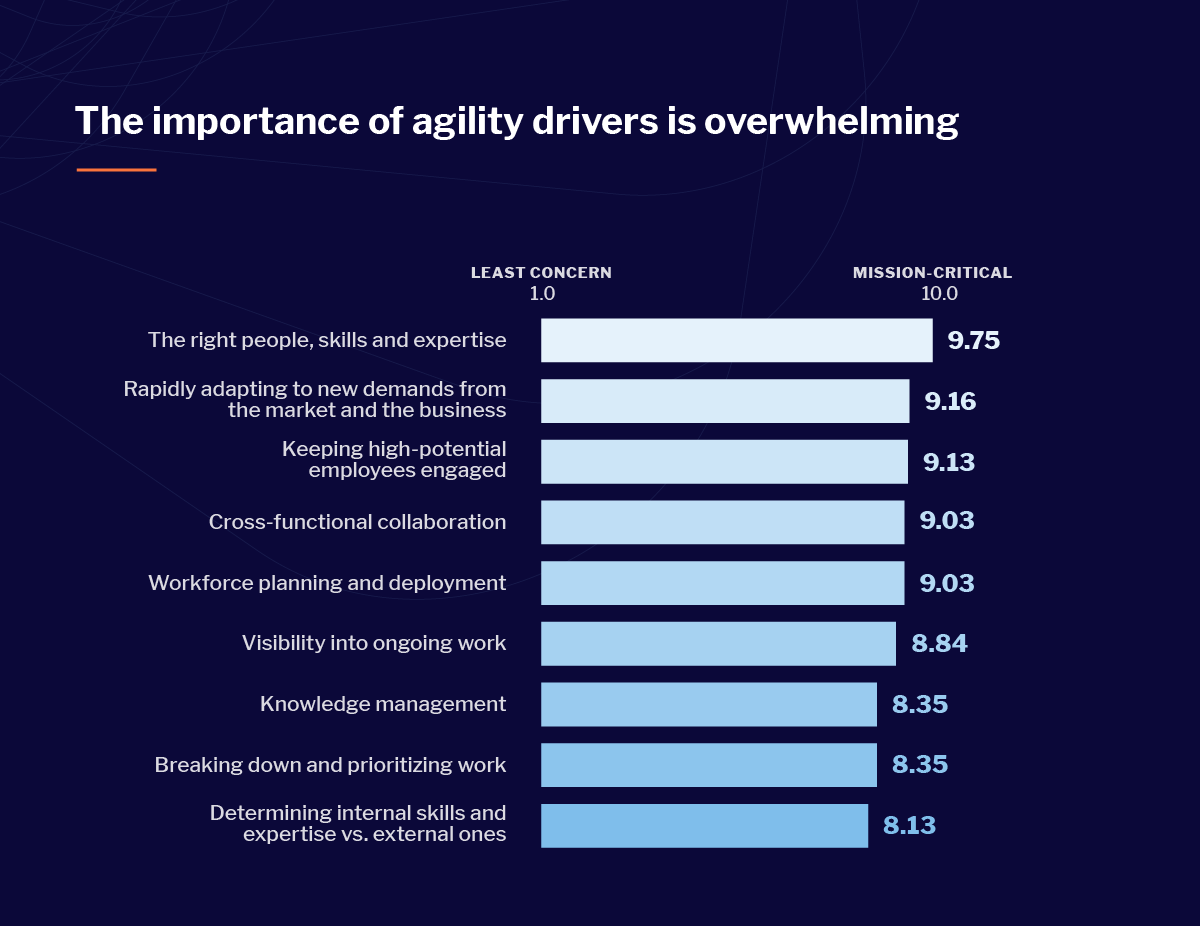 The importance of agility drivers is overwhelming
LEAST CONCERN
MISSION-CRITICAL
1.0
10.0
The right people, skills and expertise
9.75
Rapidly adapting to new demands from
the market and the business
9.16
Keeping high-potential
employees engaged
9.13
Cross-functional collaboration
9.03
Workforce planning and deployment
9.03
Visibility into ongoing work
8.84
Knowledge management
8.35
Breaking down and prioritizing work
8.35
Determining internal skills and
expertise vs. external ones
8.13